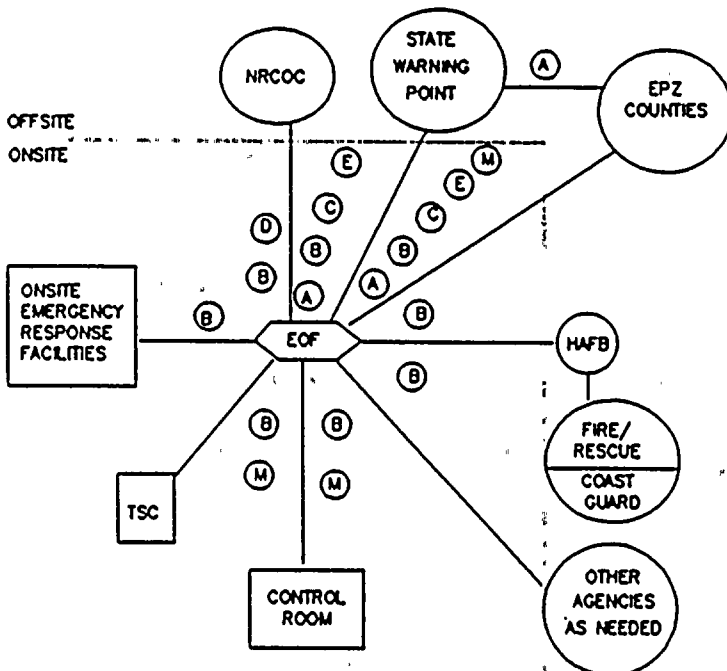 STATE
WARNING
POINT
NRCOC
A
EPZ
COUNTIES
OFFSITE
ONSITE
E
M
E
C
C
D
B
B
B
A
A
ONSITE
EMERGENCY
RESPONSE
FACILITIES
B
EOF
B
HAFB
B
B
B
M
M
FIRE/
RESCUE
COAST
GUARD
TSC
CONTROL
ROOM
OTHER
AGENCIES
AS NEEDED